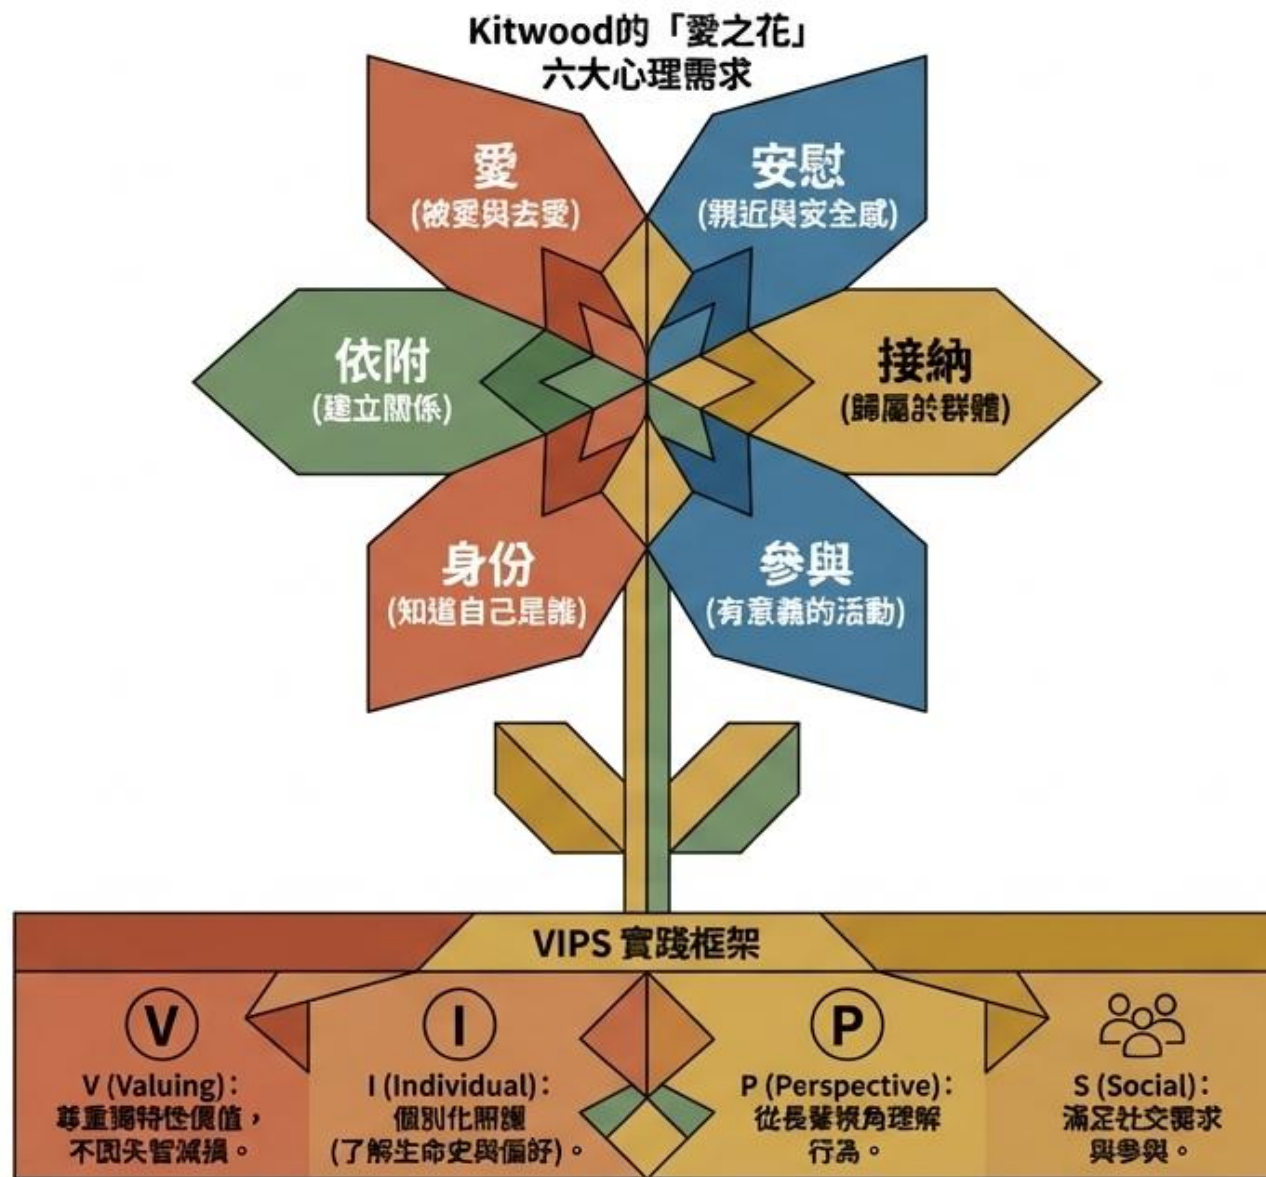 Kitwood的「愛之花」
六大心理需求
愛
(被愛與去愛)
安慰
(親近與安全感)
依附
(建立關係)
接納
(歸屬於群體)
身份
(知道自己是誰)
參與
(有意義的活動)
VIPS 實踐框架
V
V (Valuing)：
尊重獨特性價值，
不因失智減損。
I
I (Individual)：
個別化照護
(了解生命史與偏好)。
P
P (Perspective)：
從長輩視角理解
行為。
S (Social)：
滿足社交需求
與參與。